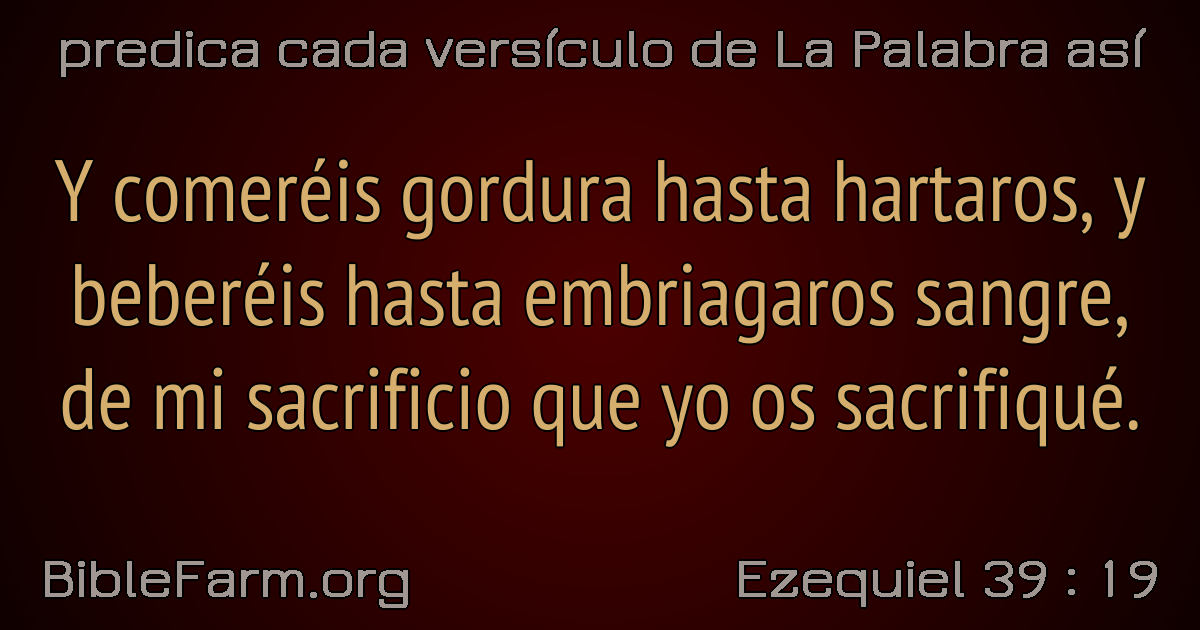 predica cada versículo de La Palabra así
Y comeréis gordura hasta hartaros, y
beberéis hasta embriagaros sangre,
de mi sacrificio que yo os sacrifiqué.
BibleFarm.org
Ezequiel 39 : 19